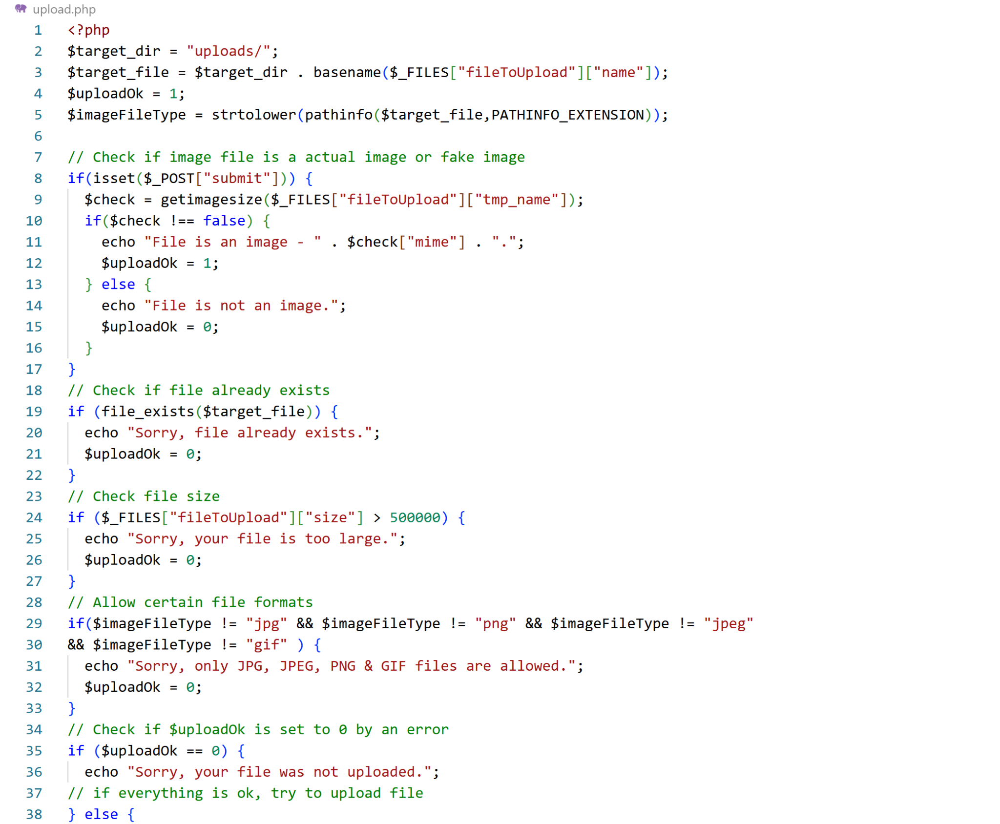 upload.php
1 <?php
2 $target_dir = "uploads/";
3 $target_file = $target_dir . basename($_FILES["fileToUpload"]["name"]);
4 $uploadOk = 1;
5 $imageFileType = strtolower(pathinfo($target_file,PATHINFO_EXTENSION));
6
7 // Check if image file is a actual image or fake image
8 if(isset($_POST["submit"])) {
9   $check = getimagesize($_FILES["fileToUpload"]["tmp_name"]);
10   if($check !== false) {
11     echo "File is an image - " . $check["mime"] . ".";
12     $uploadOk = 1;
13   } else {
14     echo "File is not an image.";
15     $uploadOk = 0;
16   }
17 }
18 // Check if file already exists
19 if (file_exists($target_file)) {
20   echo "Sorry, file already exists.";
21   $uploadOk = 0;
22 }
23 // Check file size
24 if ($_FILES["fileToUpload"]["size"] > 500000) {
25   echo "Sorry, your file is too large.";
26   $uploadOk = 0;
27 }
28 // Allow certain file formats
29 if($imageFileType != "jpg" && $imageFileType != "png" && $imageFileType != "jpeg"
30 && $imageFileType != "gif" ) {
31   echo "Sorry, only JPG, JPEG, PNG & GIF files are allowed.";
32   $uploadOk = 0;
33 }
34 // Check if $uploadOk is set to 0 by an error
35 if ($uploadOk == 0) {
36   echo "Sorry, your file was not uploaded.";
37 // if everything is ok, try to upload file
38 } else {